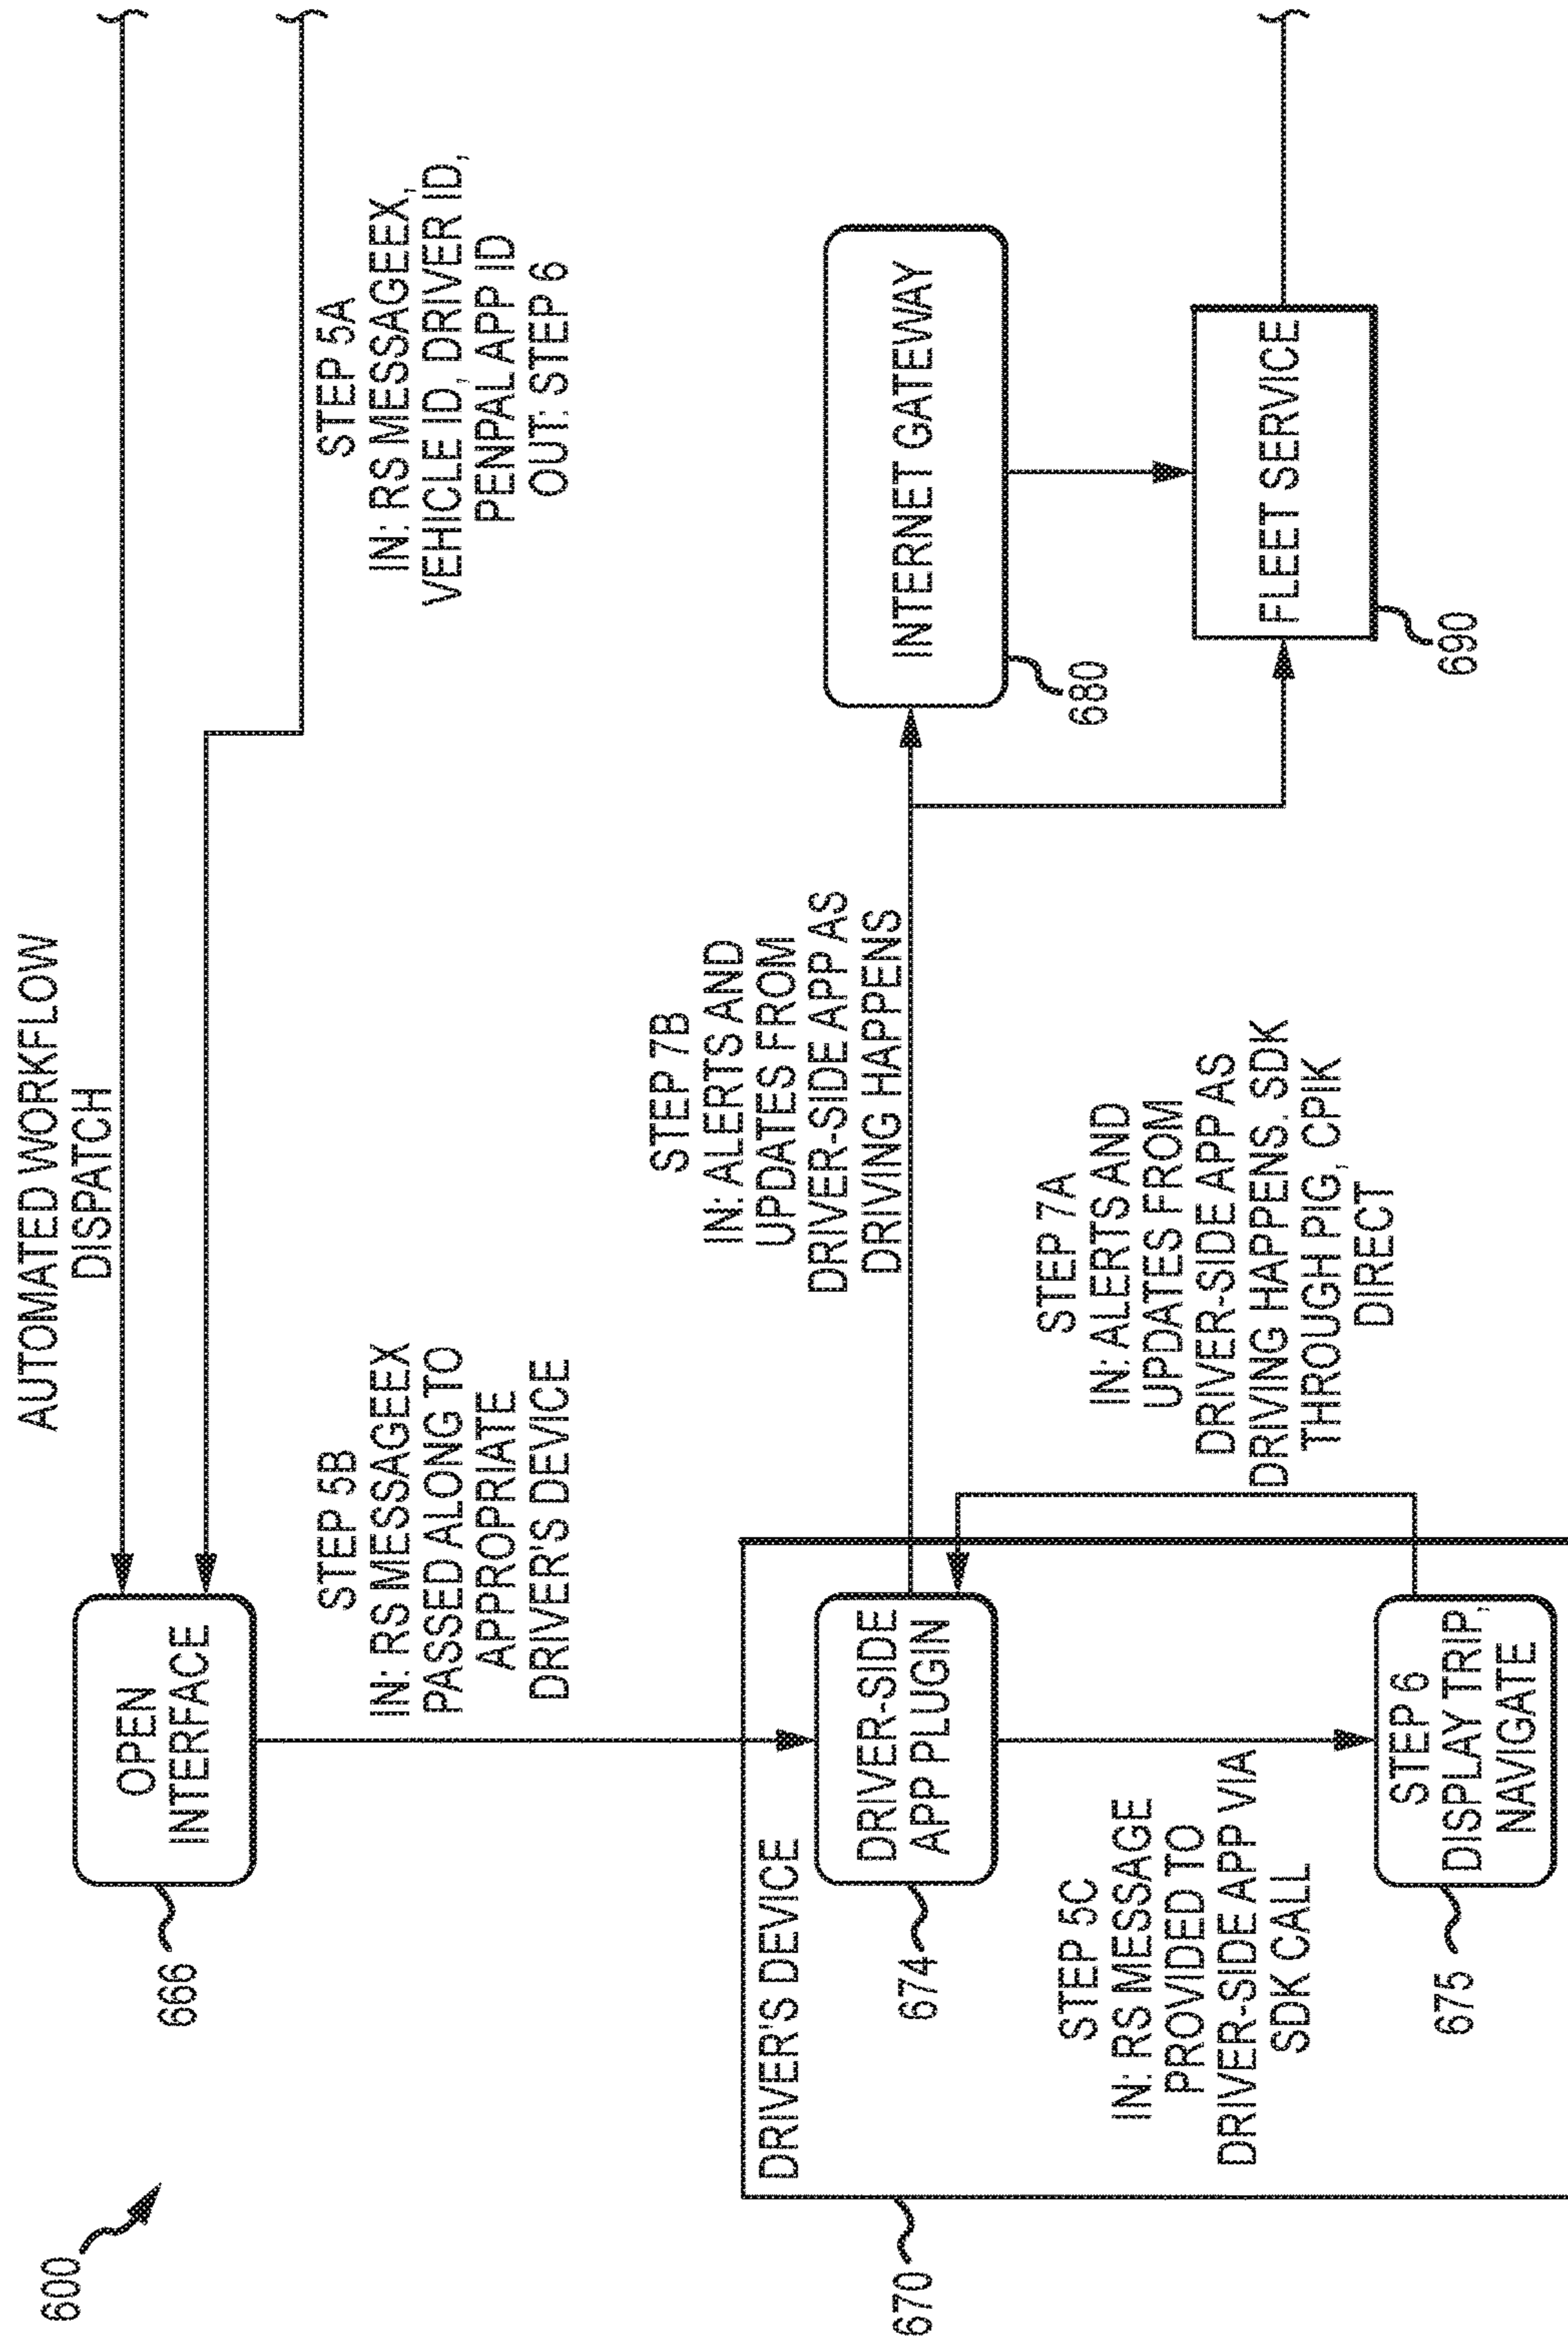 600
AUTOMATED WORKFLOW
DISPATCH
OPEN
INTERFACE
666
STEP 5A
IN: RS MESSAGEEX,
VEHICLE ID, DRIVER ID,
PENPAL APP ID
OUT: STEP 6
STEP 5B
IN: RS MESSAGEEX
PASSED ALONG TO
APPROPRIATE
DRIVER'S DEVICE
670
DRIVER'S DEVICE
DRIVER-SIDE
APP PLUGIN
674
STEP 7B
IN: ALERTS AND
UPDATES FROM
DRIVER-SIDE APP AS
DRIVING HAPPENS
INTERNET GATEWAY
680
STEP 5C
IN: RS MESSAGE
PROVIDED TO
DRIVER-SIDE APP VIA
SDK CALL
STEP 7A
IN: ALERTS AND
UPDATES FROM
DRIVER-SIDE APP AS
DRIVING HAPPENS. SDK
THROUGH PIG, CPIK
DIRECT
FLEET SERVICE
690
STEP 6
DISPLAY TRIP,
NAVIGATE
675